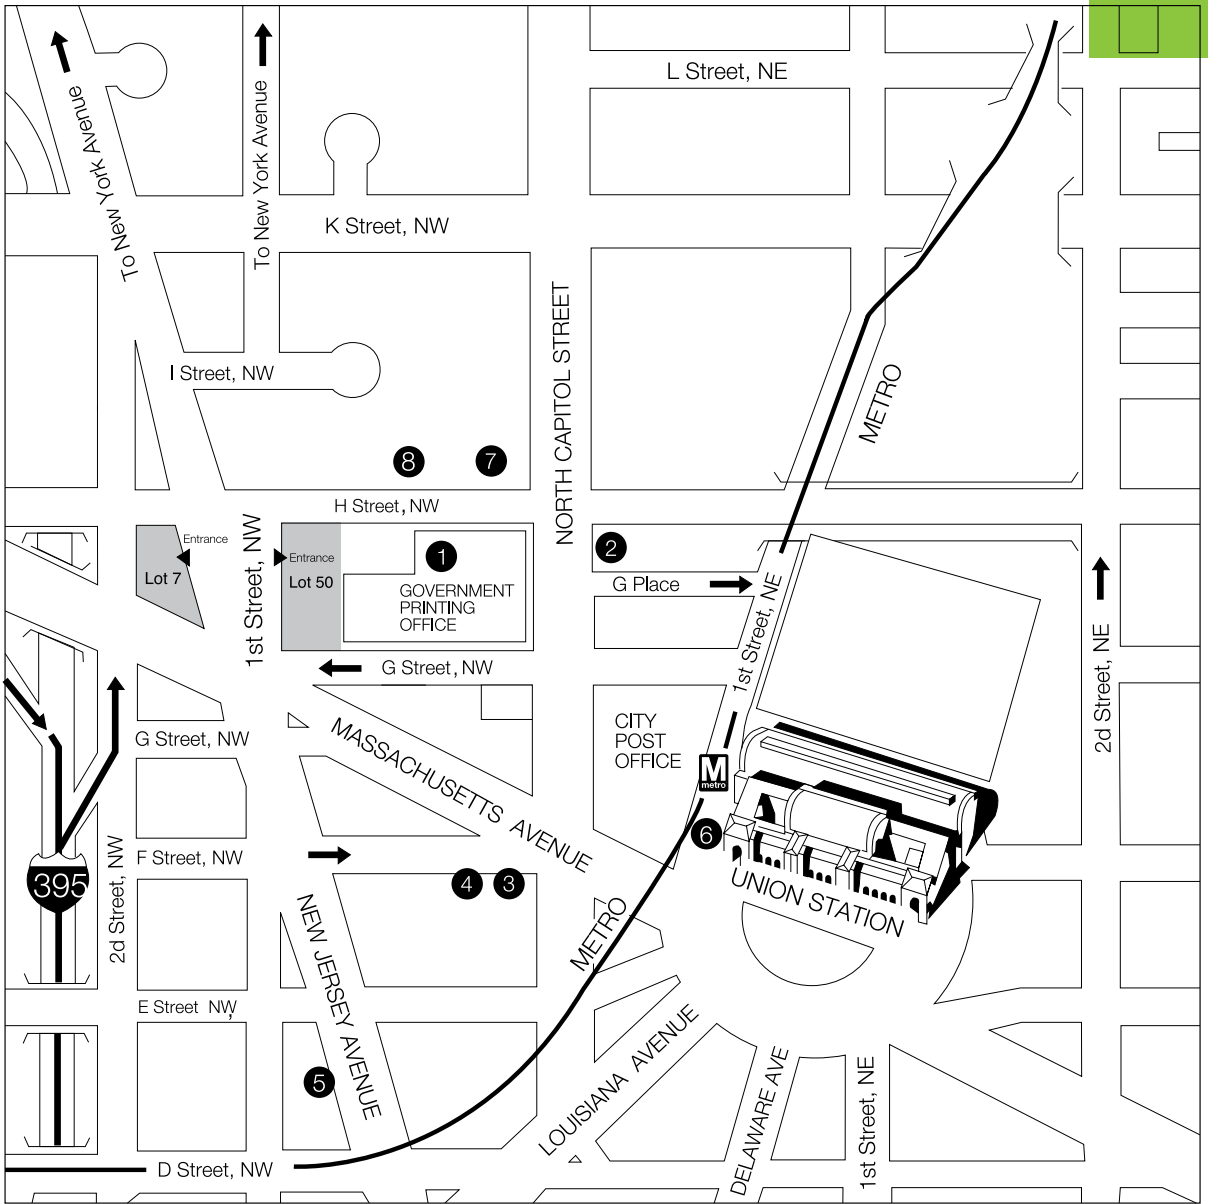 L Street, NE
To New York Avenue
To New York Avenue
K Street, NW
NORTH CAPITOL STREET
I Street, NW
METRO
8
7
H Street, NW
Entrance
Lot 7
1st Street, NW
Entrance
Lot 50
1
GOVERNMENT
PRINTING
OFFICE
2
G Place
1st Street, NE
2d Street, NE
G Street, NW
G Street, NW
MASSACHUSETTS AVENUE
CITY
POST
OFFICE
M
metro
6
F Street, NW
395
2d Street, NW
4
3
UNION STATION
NEW JERSEY AVENUE
METRO
E Street NW,
5
LOUISIANA AVENUE
DELAWARE AVE
1st Street, NE
D Street, NW